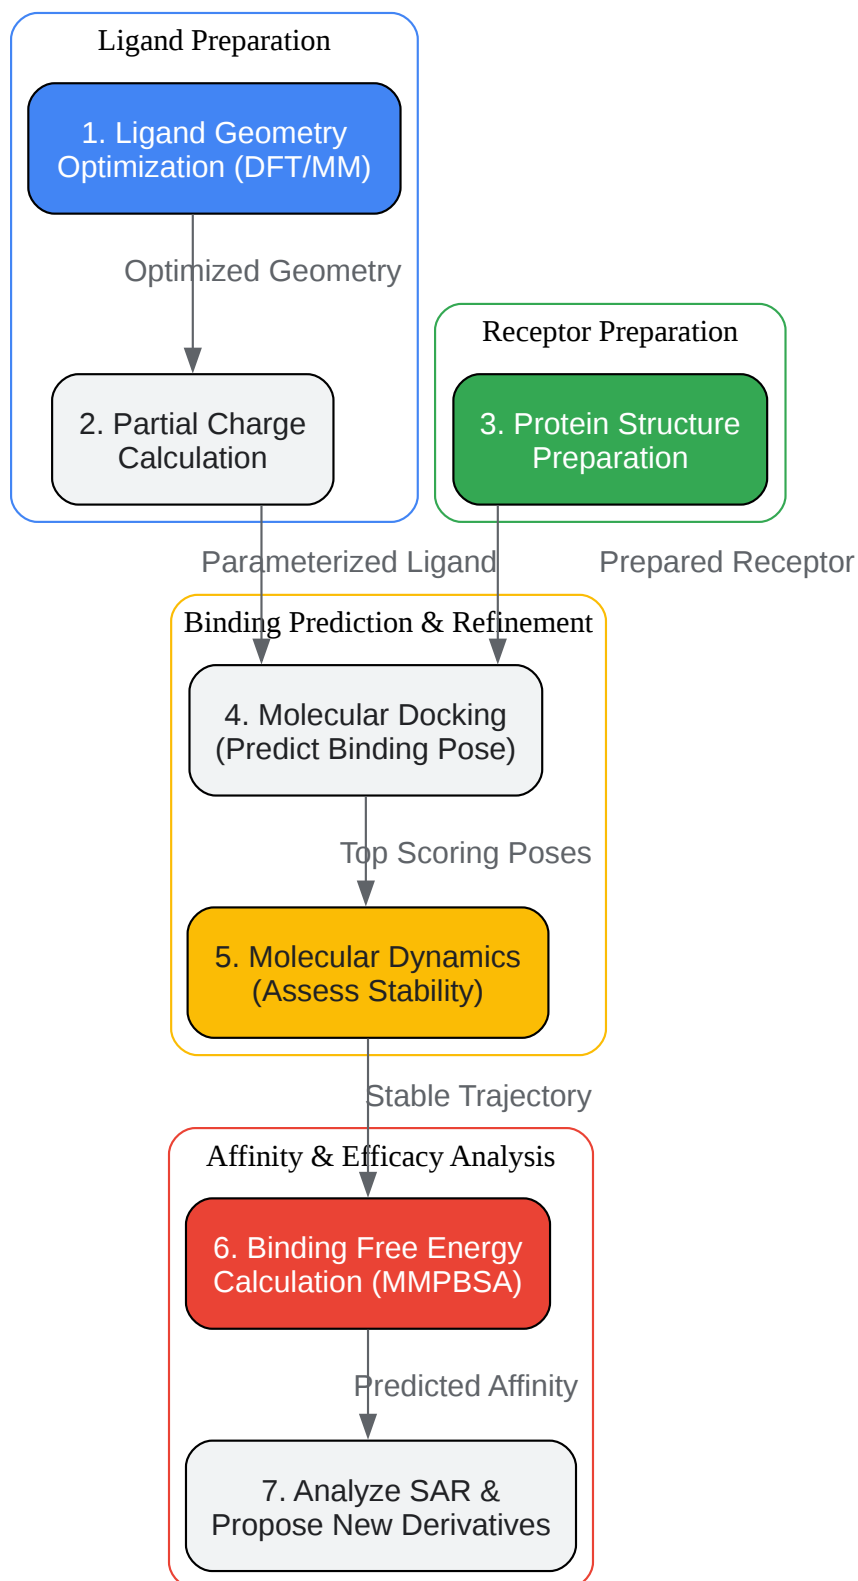 Ligand Preparation
1. Ligand Geometry
Optimization (DFT/MM)
Optimized Geometry
Receptor Preparation
2. Partial Charge
Calculation
3. Protein Structure
Preparation
Parameterized Ligand
Prepared Receptor
Binding Prediction & Refinement
4. Molecular Docking
(Predict Binding Pose)
Top Scoring Poses
5. Molecular Dynamics
(Assess Stability)
Stable Trajectory
Affinity & Efficacy Analysis
6. Binding Free Energy
Calculation (MMPBSA)
Predicted Affinity
7. Analyze SAR &
Propose New Derivatives